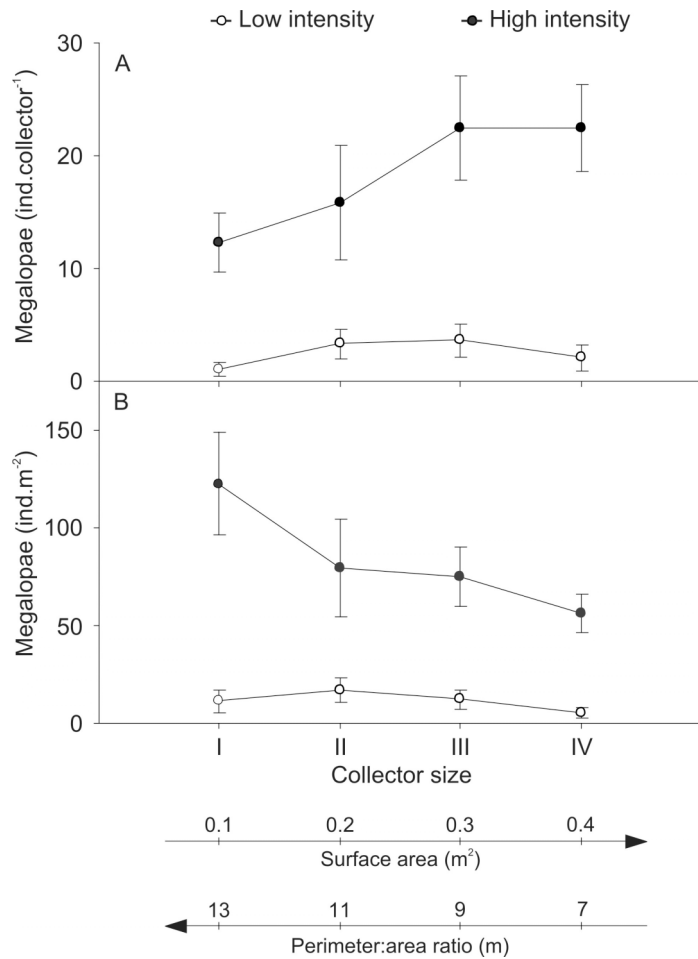 Low intensity High intensity
A
30
20
10
0
Megalopae (ind.collector⁻¹)
B
150
100
50
0
Megalopae (ind.m⁻²)
I II III IV
Collector size
0.1 0.2 0.3 0.4
Surface area (m²)
13 11 9 7
Perimeter:area ratio (m)